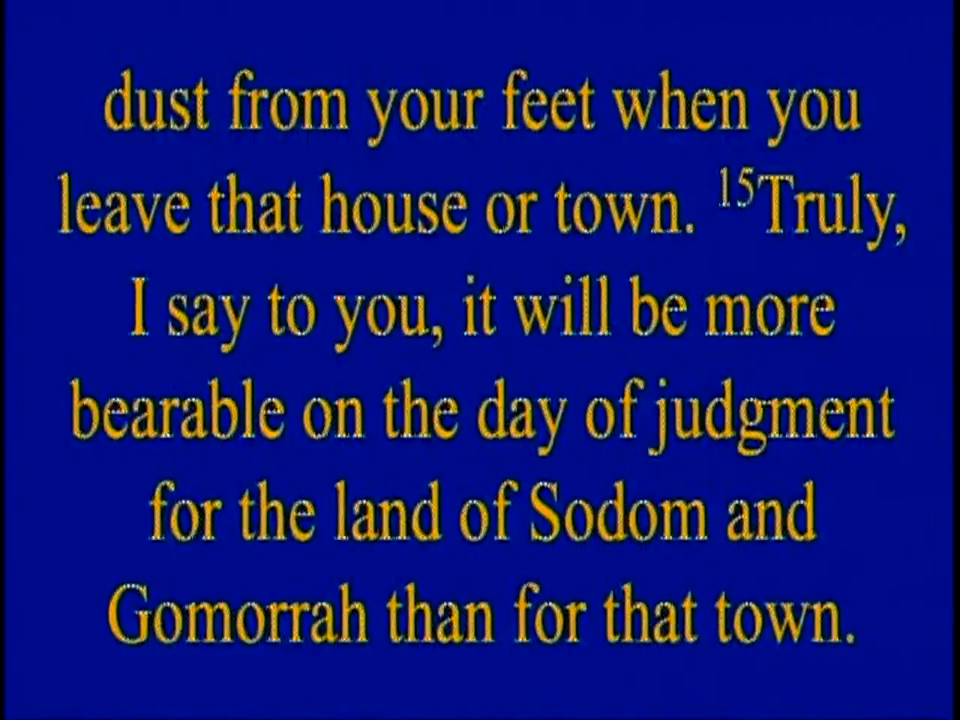 dust from your feet when you
leave that house or town. ¹⁵Truly,
I say to you, it will be more
bearable on the day of judgment
for the land of Sodom and
Gomorrah than for that town.